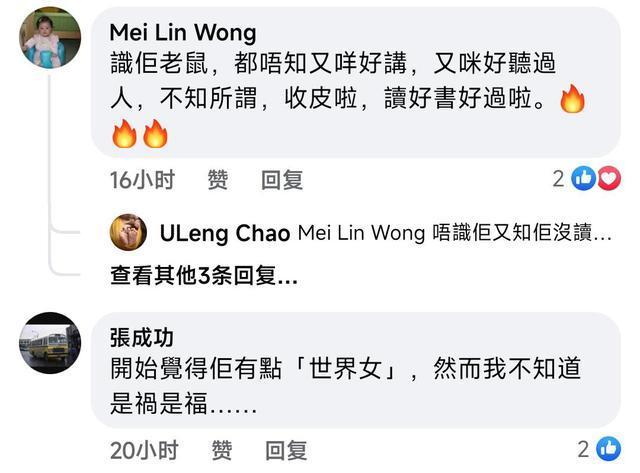 Mei Lin Wong
識佢老鼠，都唔知又咩好講，又咪好聽過
人，不知所謂，收皮啦，讀好書好過啦。🔥
🔥🔥
16小时 赞 回复 2
ULeng Chao Mei Lin Wong 唔識佢又知佢沒讀...
查看其他3条回复...
張成功
開始覺得佢有點「世界女」，然而我不知道
是禍是福......
20小时 赞 回复 2